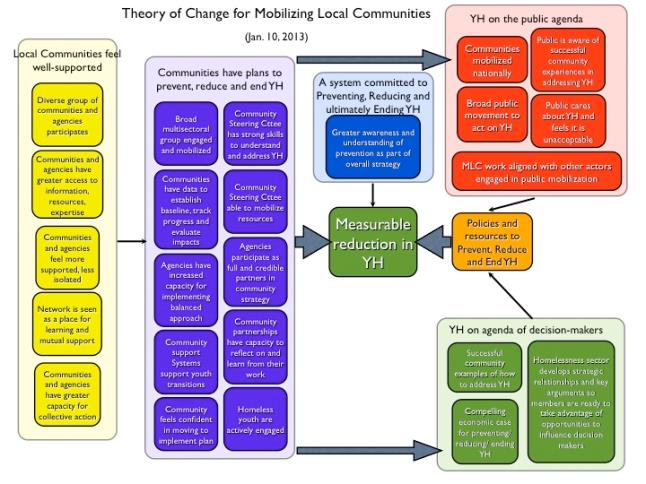 Theory of Change for Mobilizing Local Communities
(Jan. 10, 2013)
Local Communities feel
well-supported
Diverse group of
communities and
agencies
participates
Communities and
agencies have
greater access to
information,
resources,
expertise
Communities
and agencies
feel more
supported, less
isolated
Network is seen
as a place for
learning and
mutual support
Communities
and agencies
have greater
capacity for
collective action
Communities have plans to
prevent, reduce and end YH
Broad
multisectoral
group engaged
and mobilized
Communities
have data to
establish
baseline, track
progress and
evaluate
impacts
Agencies have
increased
capacity for
implementing
balanced
approach
Community
support
Systems
support youth
transitions
Community
feels confident
in moving to
implement plan
Community
Steering Cttee
has strong skills
to understand
and address YH
Community
Steering Cttee
able to mobilize
resources
Agencies
participate as
full and credible
partners in
community
strategy
Community
partnerships
have capacity to
reflect on and
learn from their
work
Homeless
youth are
actively engaged
A system committed to
Preventing, Reducing and
ultimately Ending YH
Greater awareness and
understanding of
prevention as part of
overall strategy
Measurable
reduction in
YH
YH on the public agenda
Communities
mobilized
nationally
Public is aware of
successful
community
experiences in
addressing YH
Broad public
movement to
act on YH
Public cares
about YH and
feels it is
unacceptable
MLC work aligned with other actors
engaged in public mobilization
Policies and
resources to
Prevent, Reduce
and End YH
YH on agenda of decision-makers
Successful
community
examples of how
to address YH
Compelling
economic case
for preventing/
reducing/ ending
YH
Homelessness sector
develops strategic
relationships and key
arguments so
members are ready to
take advantage of
opportunities to
influence decision
makers